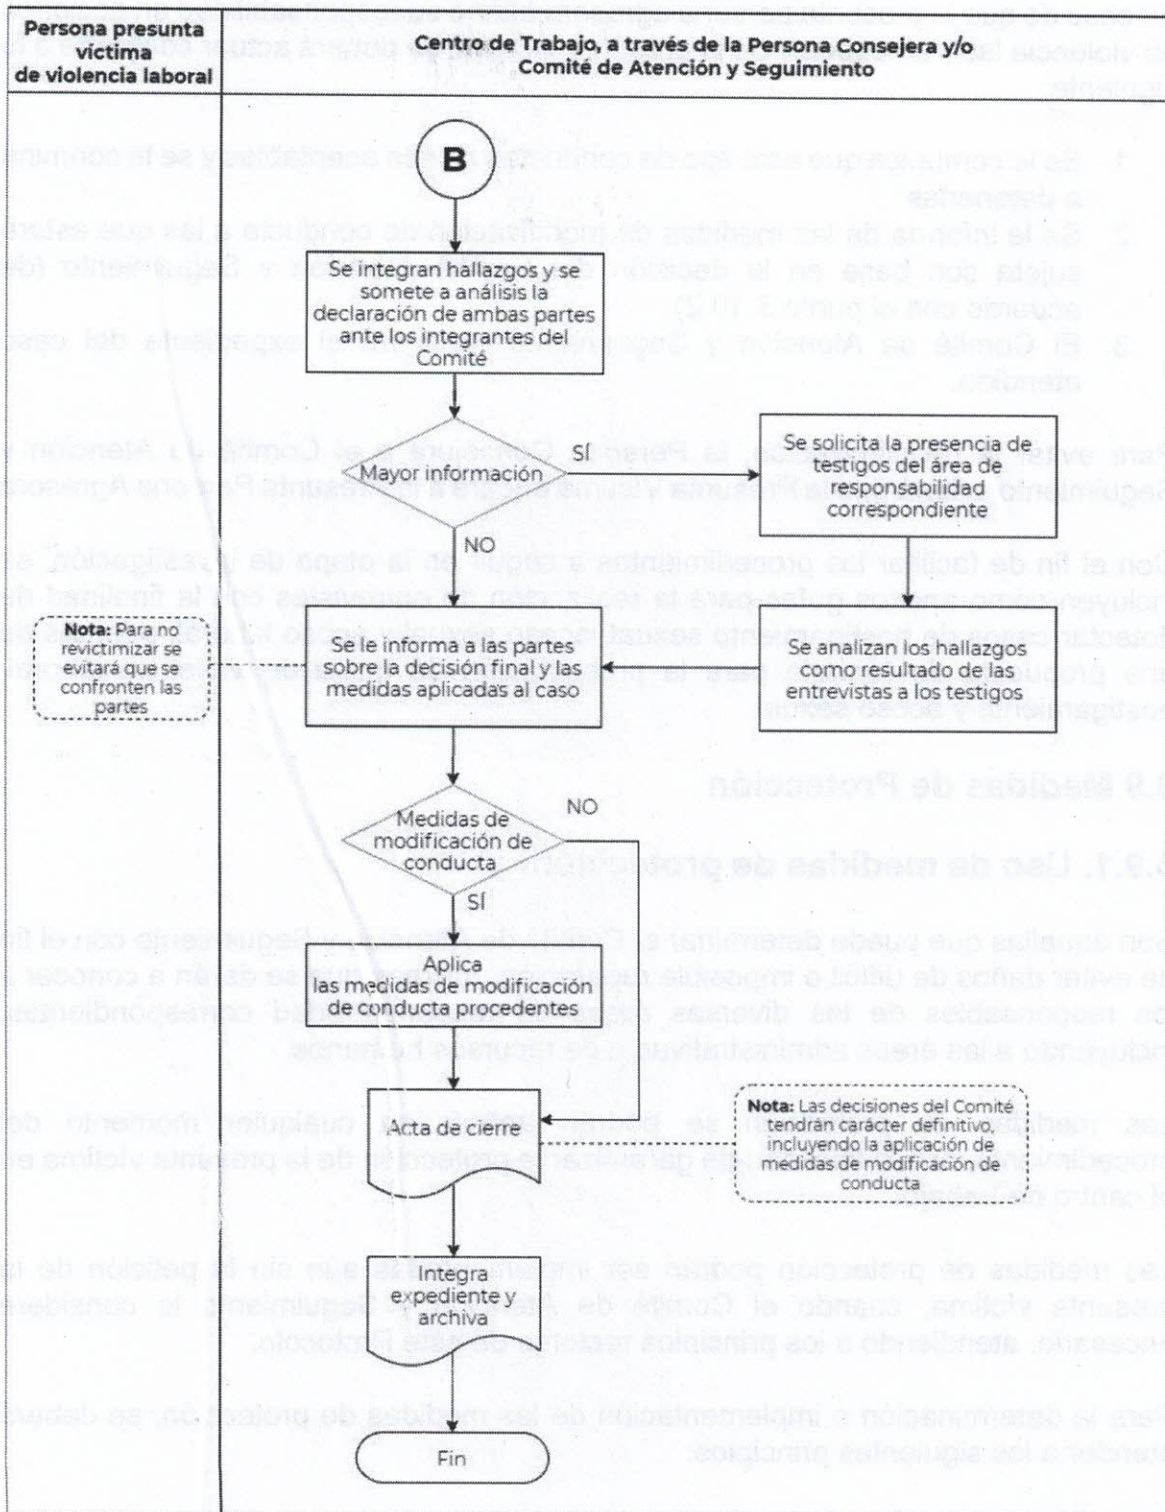 Persona presunta
víctima
de violencia laboral
Centro de Trabajo, a través de la Persona Consejera y/o
Comité de Atención y Seguimiento
B
Se integran hallazgos y se
somete a análisis la
declaración de ambas partes
ante los integrantes del
Comité
Mayor información
SÍ
Se solicita la presencia de
testigos del área de
responsabilidad
correspondiente
NO
Nota: Para no
revictimizar se
evitará que se
confronten las
partes
Se le informa a las partes
sobre la decisión final y las
medidas aplicadas al caso
Se analizan los hallazgos
como resultado de las
entrevistas a los testigos
Medidas de
modificación de
conducta
NO
SÍ
Aplica
las medidas de modificación
de conducta procedentes
Acta de cierre
Nota: Las decisiones del Comité
tendrán carácter definitivo,
incluyendo la aplicación de
medidas de modificación de
conducta
Integra
expediente y
archiva
Fin